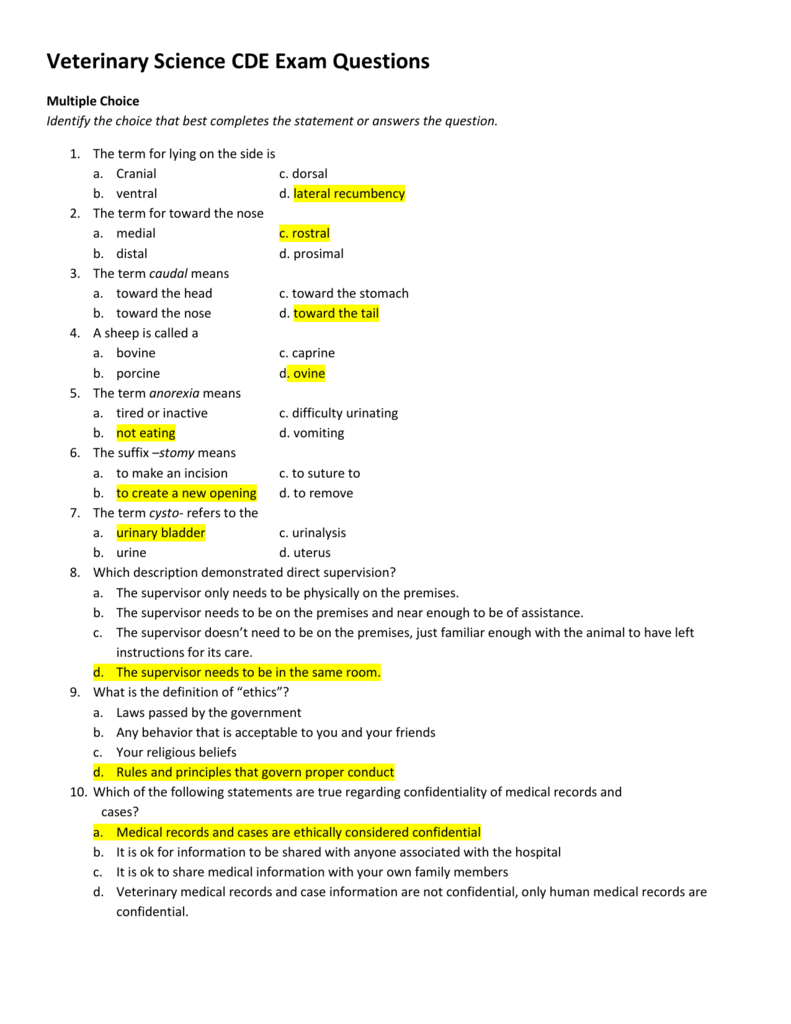 Veterinary Science CDE Exam Questions
Multiple Choice
Identify the choice that best completes the statement or answers the question.
1. The term for lying on the side is
a. Cranial c. dorsal
b. ventral d. lateral recumbency
2. The term for toward the nose
a. medial c. rostral
b. distal d. prosimal
3. The term caudal means
a. toward the head c. toward the stomach
b. toward the nose d. toward the tail
4. A sheep is called a
a. bovine c. caprine
b. porcine d. ovine
5. The term anorexia means
a. tired or inactive c. difficulty urinating
b. not eating d. vomiting
6. The suffix –stomy means
a. to make an incision c. to suture to
b. to create a new opening d. to remove
7. The term cysto- refers to the
a. urinary bladder c. urinalysis
b. urine d. uterus
8. Which description demonstrated direct supervision?
a. The supervisor only needs to be physically on the premises.
b. The supervisor needs to be on the premises and near enough to be of assistance.
c. The supervisor doesn’t need to be on the premises, just familiar enough with the animal to have left
instructions for its care.
d. The supervisor needs to be in the same room.
9. What is the definition of “ethics”?
a. Laws passed by the government
b. Any behavior that is acceptable to you and your friends
c. Your religious beliefs
d. Rules and principles that govern proper conduct
10. Which of the following statements are true regarding confidentiality of medical records and
cases?
a. Medical records and cases are ethically considered confidential
b. It is ok for information to be shared with anyone associated with the hospital
c. It is ok to share medical information with your own family members
d. Veterinary medical records and case information are not confidential, only human medical records are
confidential.